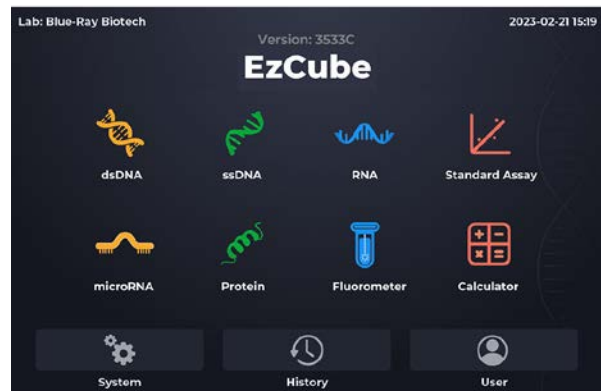 Lab: Blue-Ray Biotech 2023-02-21 15:19
Version: 3533C
EzCube
dsDNA ssDNA RNA Standard Assay
microRNA Protein Fluorometer Calculator
System History User